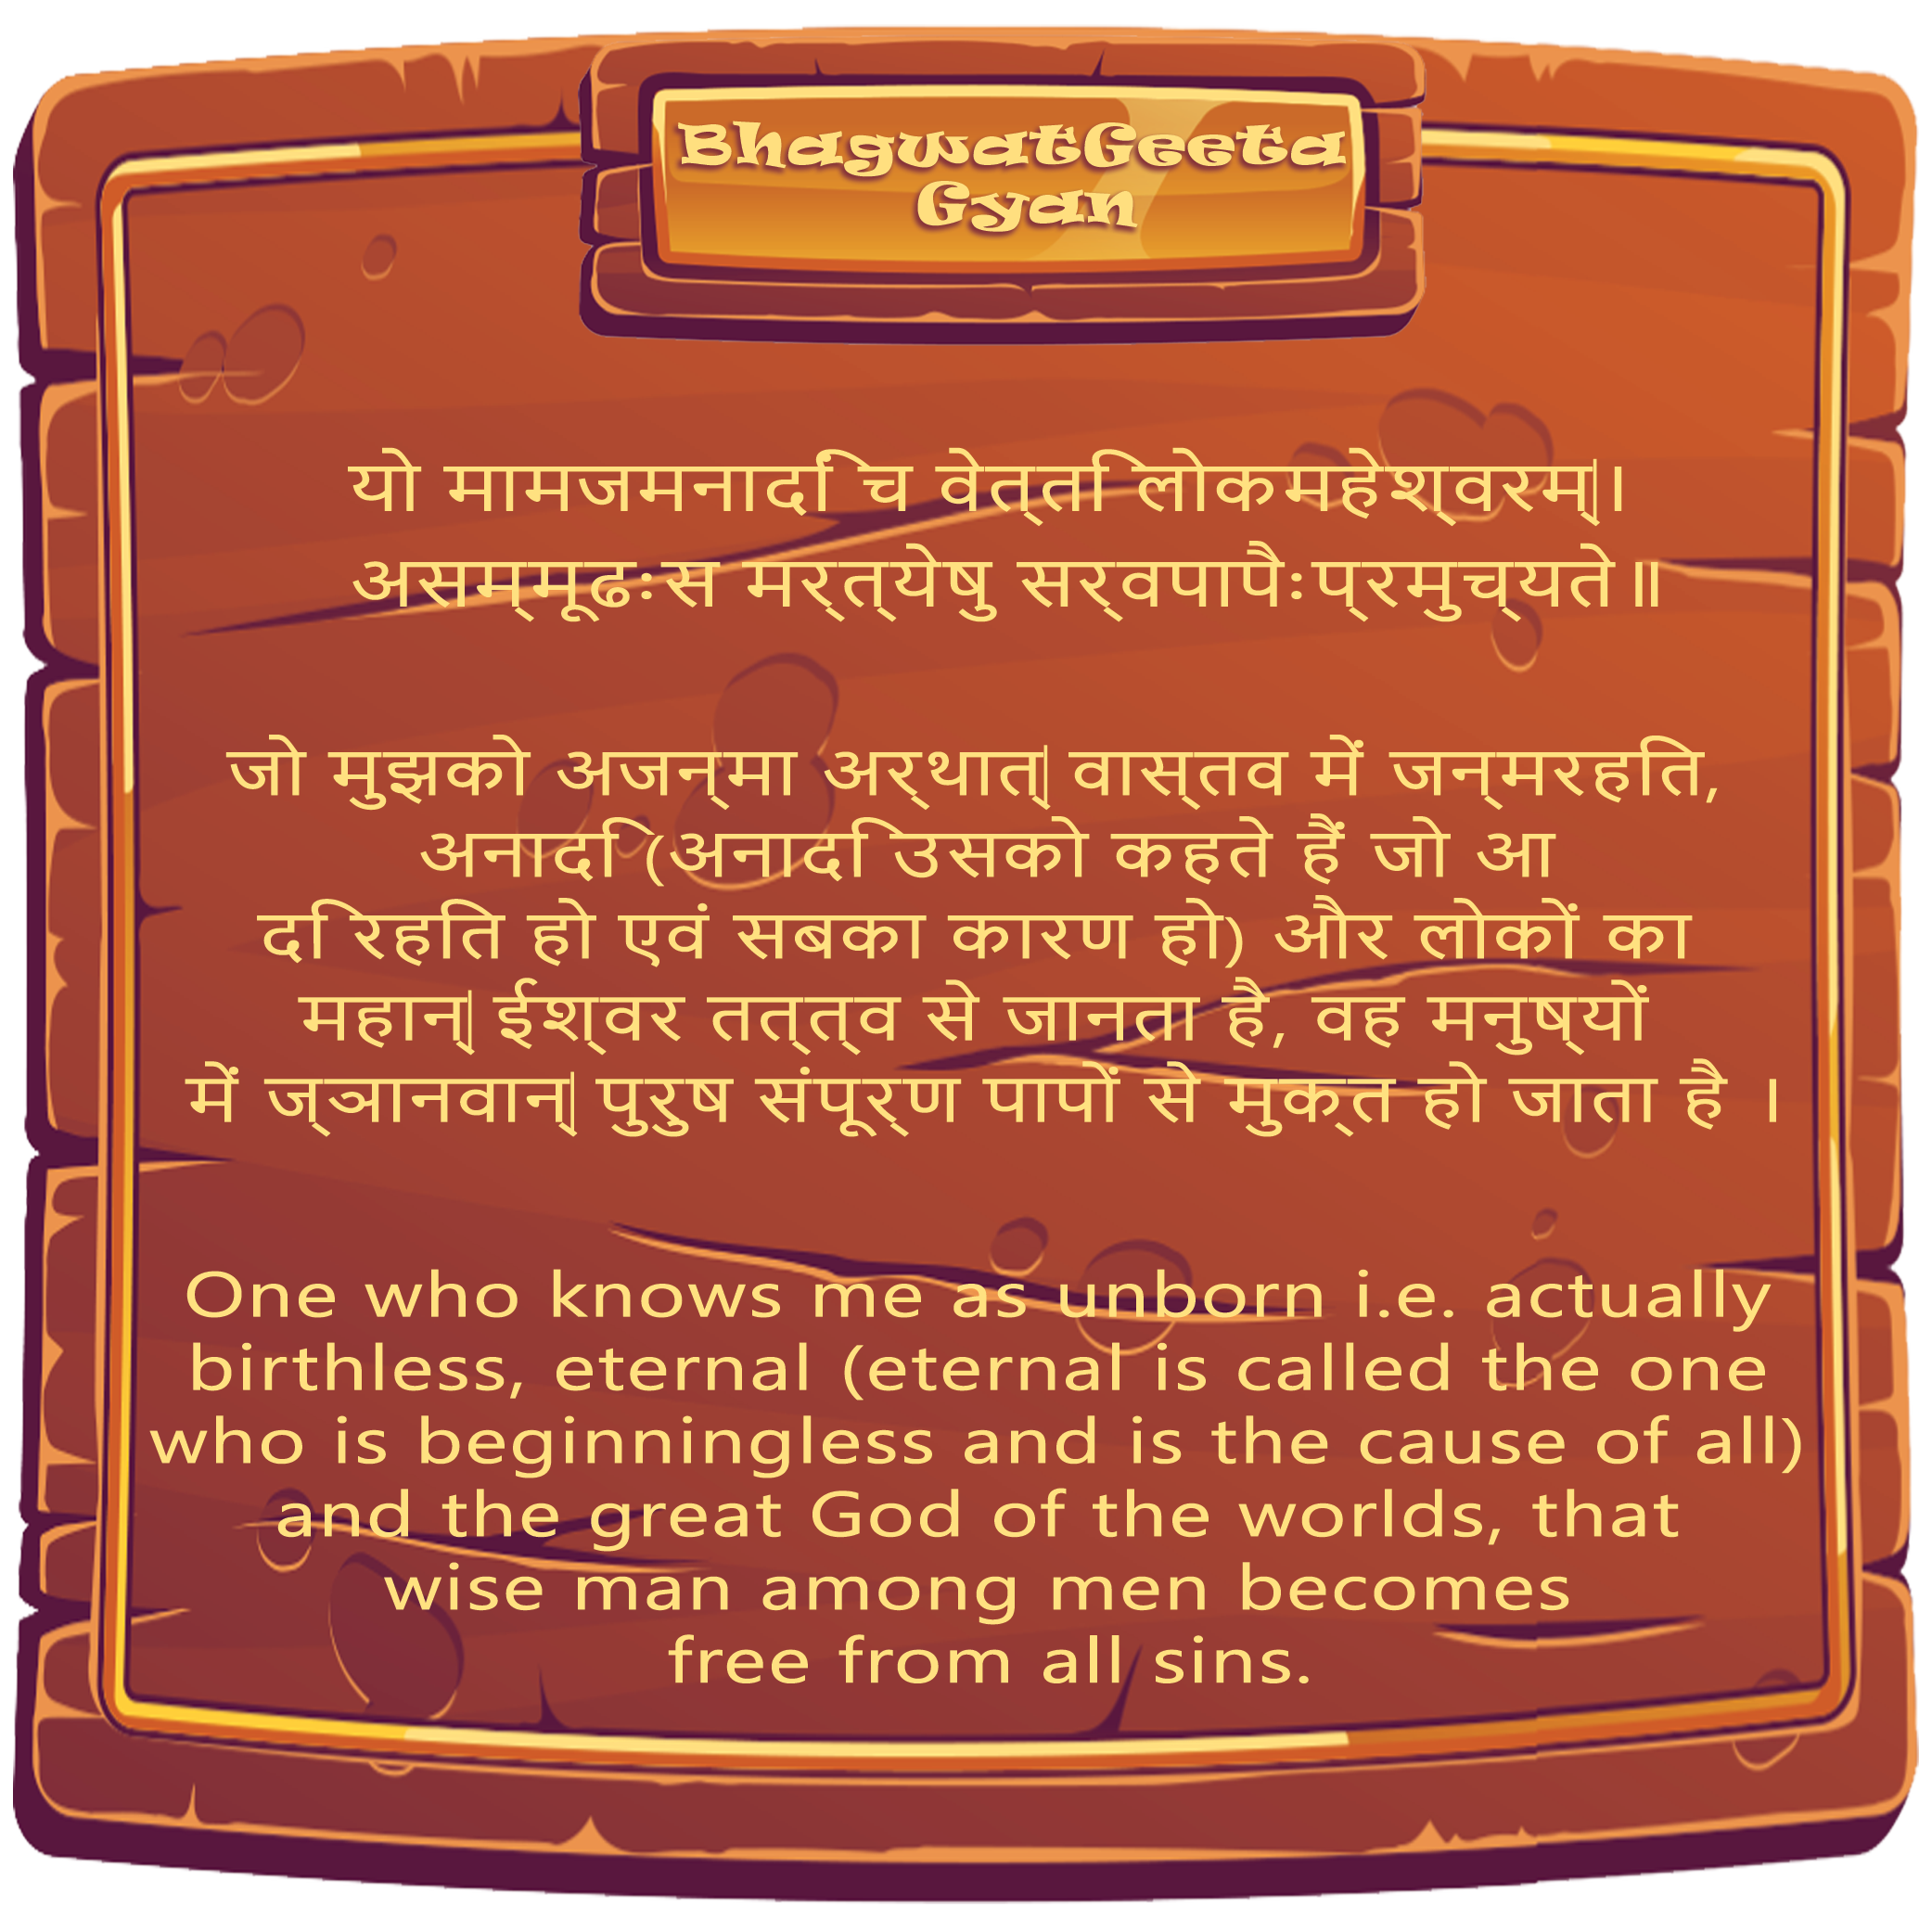 BhagwatGeeta
Gyan
यो मामजमनादिं च वेत्ति लोकमहेश्वरम्।
असम्मूढः स मर्त्येषु सर्वपापैः प्रमुच्यते॥
जो मुझको अजन्मा अर्थात् वास्तव में जन्मरहित,
अनादि (अनादि उसको कहते हैं जो आ
दि रहित हो एवं सबका कारण हो) और लोकों का
महान् ईश्वर तत्त्व से जानता है, वह मनुष्यों
में ज्ञानवान् पुरुष संपूर्ण पापों से मुक्त हो जाता है ।
One who knows me as unborn i.e. actually
birthless, eternal (eternal is called the one
who is beginningless and is the cause of all)
and the great God of the worlds, that
wise man among men becomes
free from all sins.